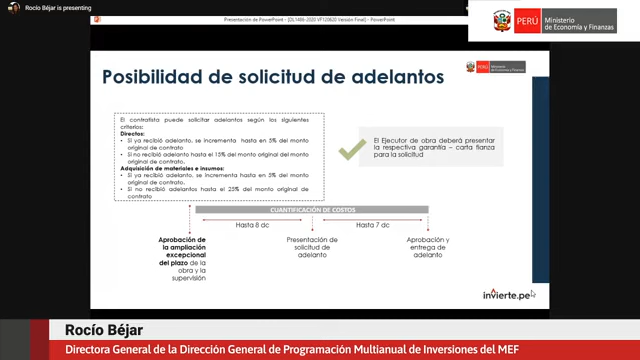 Rocío Béjar is presenting
Presentación de PowerPoint (DL1486-2020 VF120620 Versión Final) - PowerPoint
PERÚ
Ministerio
de Economía y Finanzas
Posibilidad de solicitud de adelantos
PERÚ
El contratista puede solicitar adelantos según los siguientes
criterios:
Directos:
• Si ya recibió adelanto, se incrementa hasta en 5% del monto
original de contrato.
• Si no recibió adelanto hasta el 15% del monto original del monto
original de contrato.
Adquisición de materiales e insumos:
• Si ya recibió adelanto, se incrementa hasta en 5% del monto
original de contrato.
• Si no recibió adelantos hasta el 25% del monto original de
contrato
El Ejecutor de obra deberá presentar
la respectiva garantía – carta fianza
para la solicitud
CUANTIFICACIÓN DE COSTOS
Hasta 8 dc
Hasta 7 dc
Aprobación de
la ampliación
excepcional
del plazo de la
obra y la
supervisión
Presentación de
solicitud de
adelanto
Aprobación y
entrega de
adelanto
invierte.pe
Rocío Béjar
Directora General de la Dirección General de Programación Multianual de Inversiones del MEF